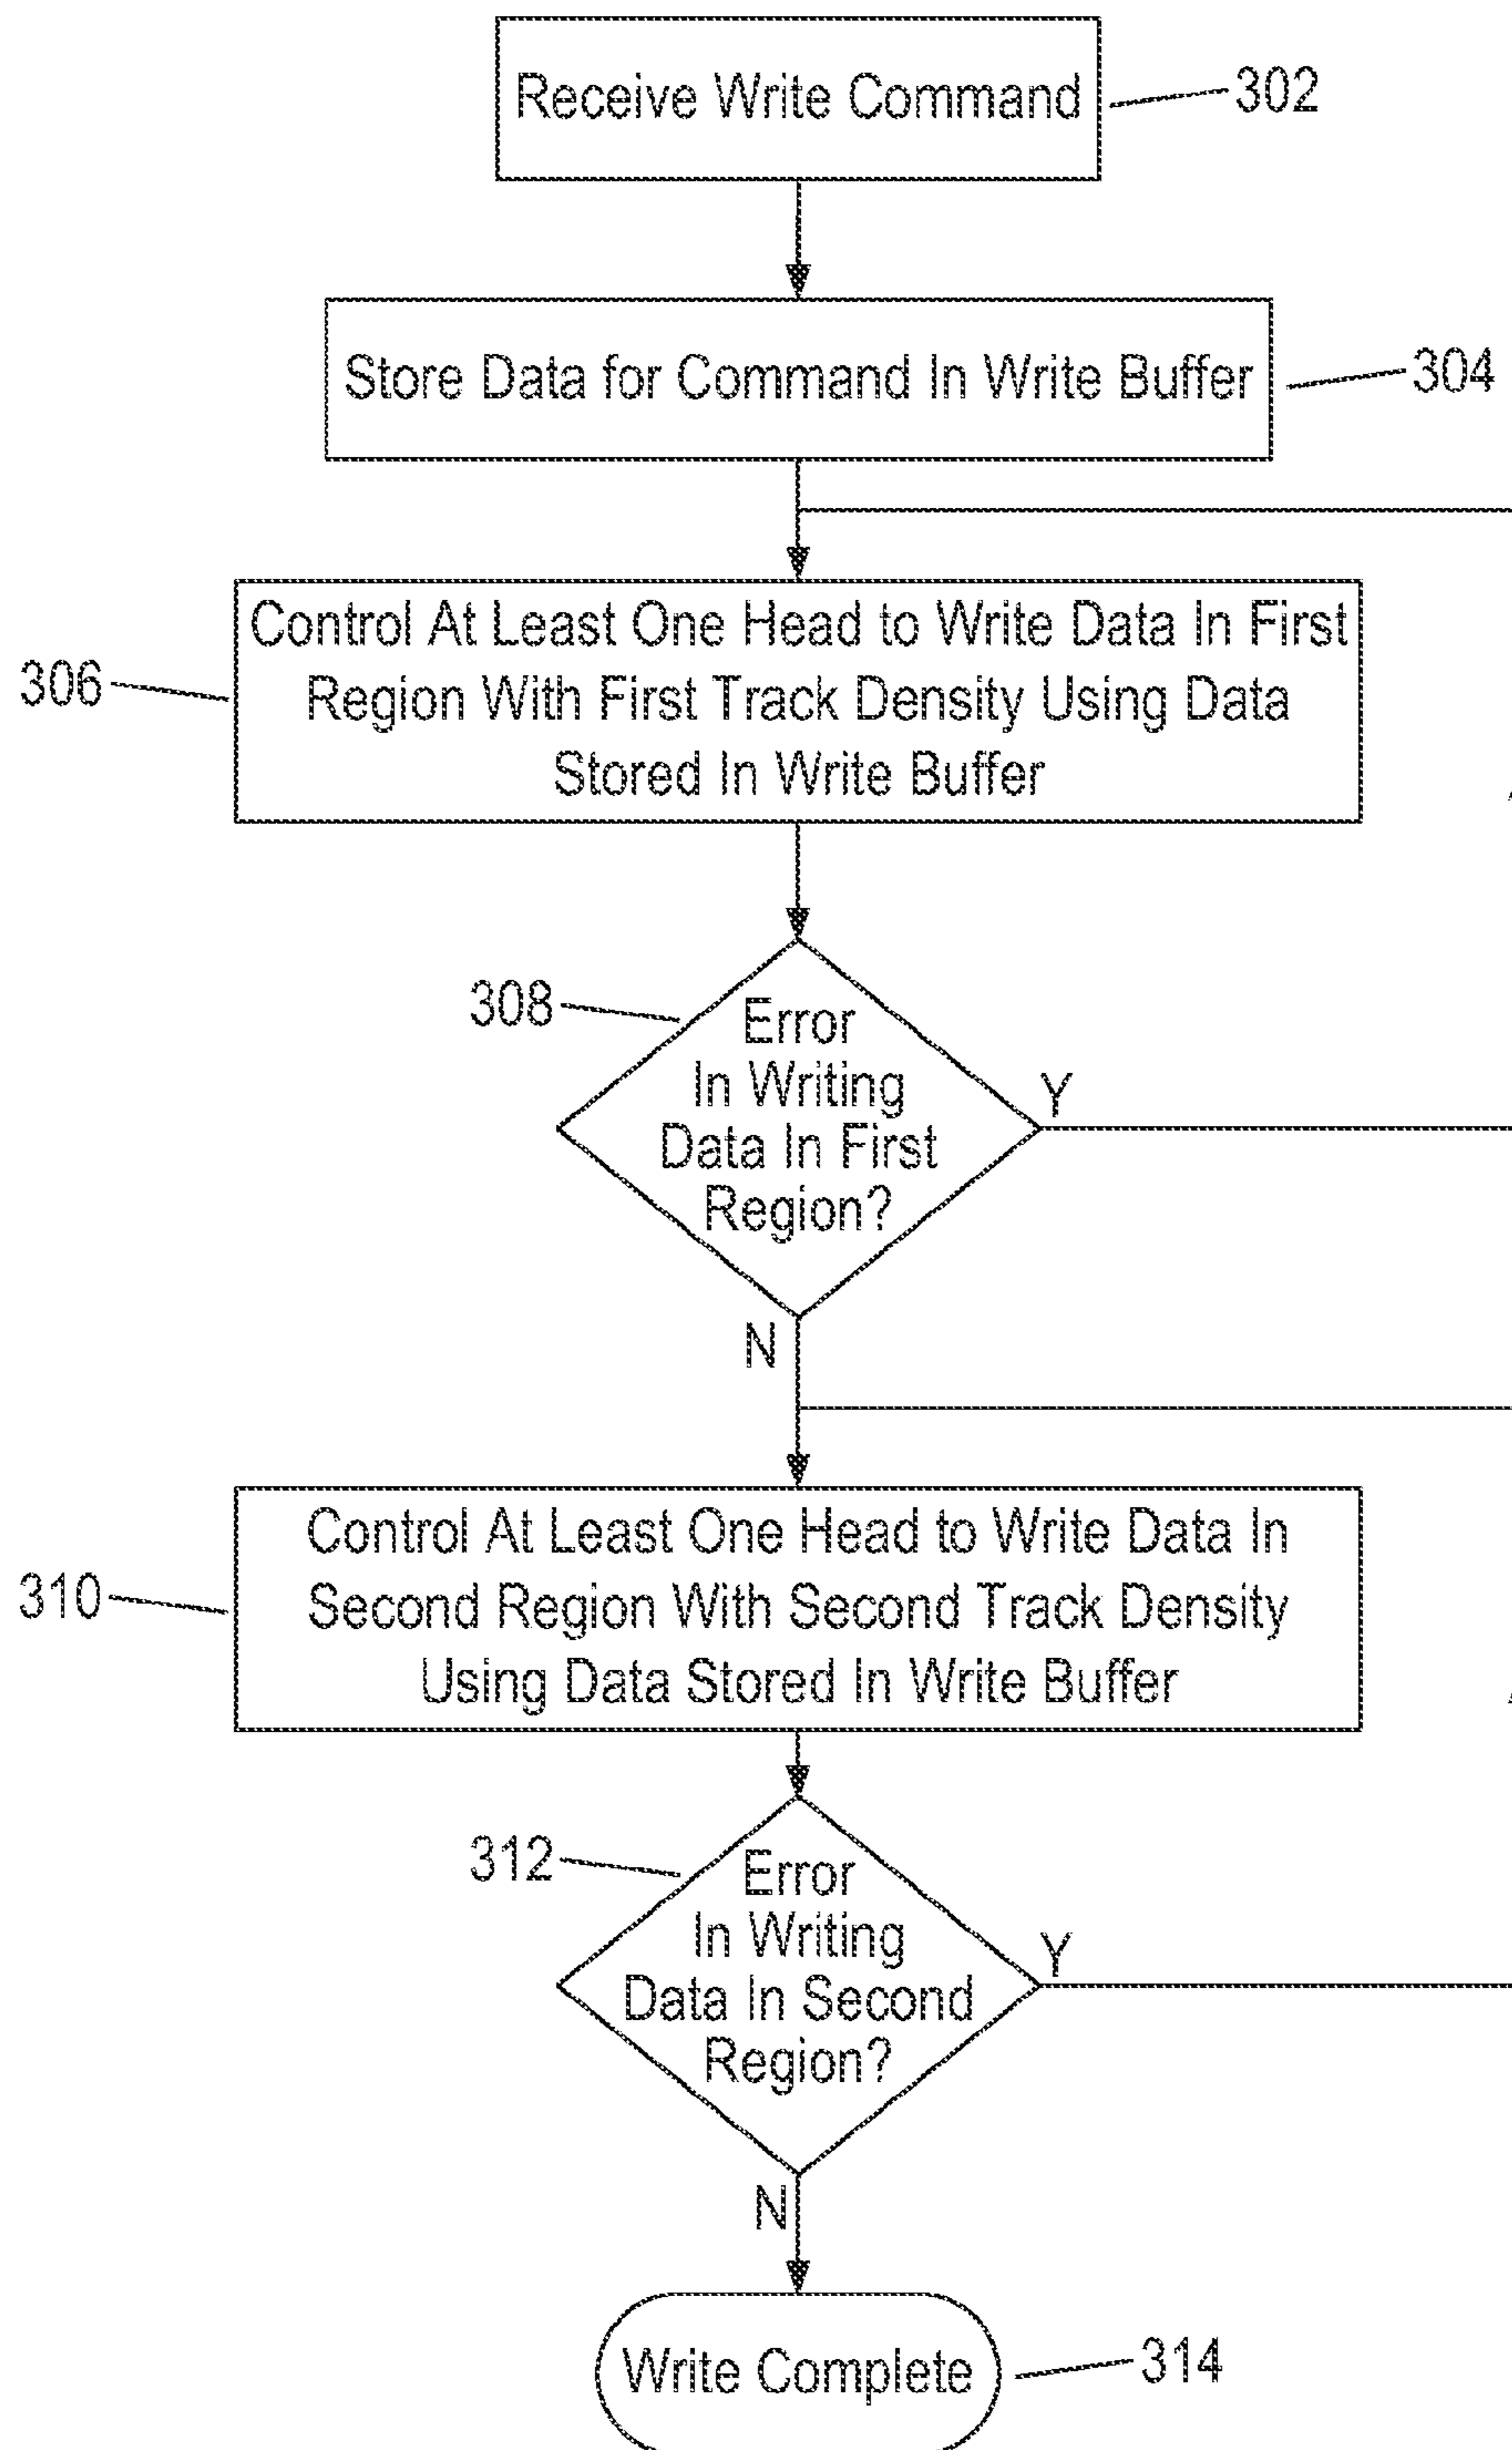 Receive Write Command
302
Store Data for Command In Write Buffer
304
306
Control At Least One Head to Write Data In First
Region With First Track Density Using Data
Stored In Write Buffer
308
Error
In Writing
Data In First
Region?
Y
N
310
Control At Least One Head to Write Data In
Second Region With Second Track Density
Using Data Stored In Write Buffer
312
Error
In Writing
Data In Second
Region?
Y
N
Write Complete
314